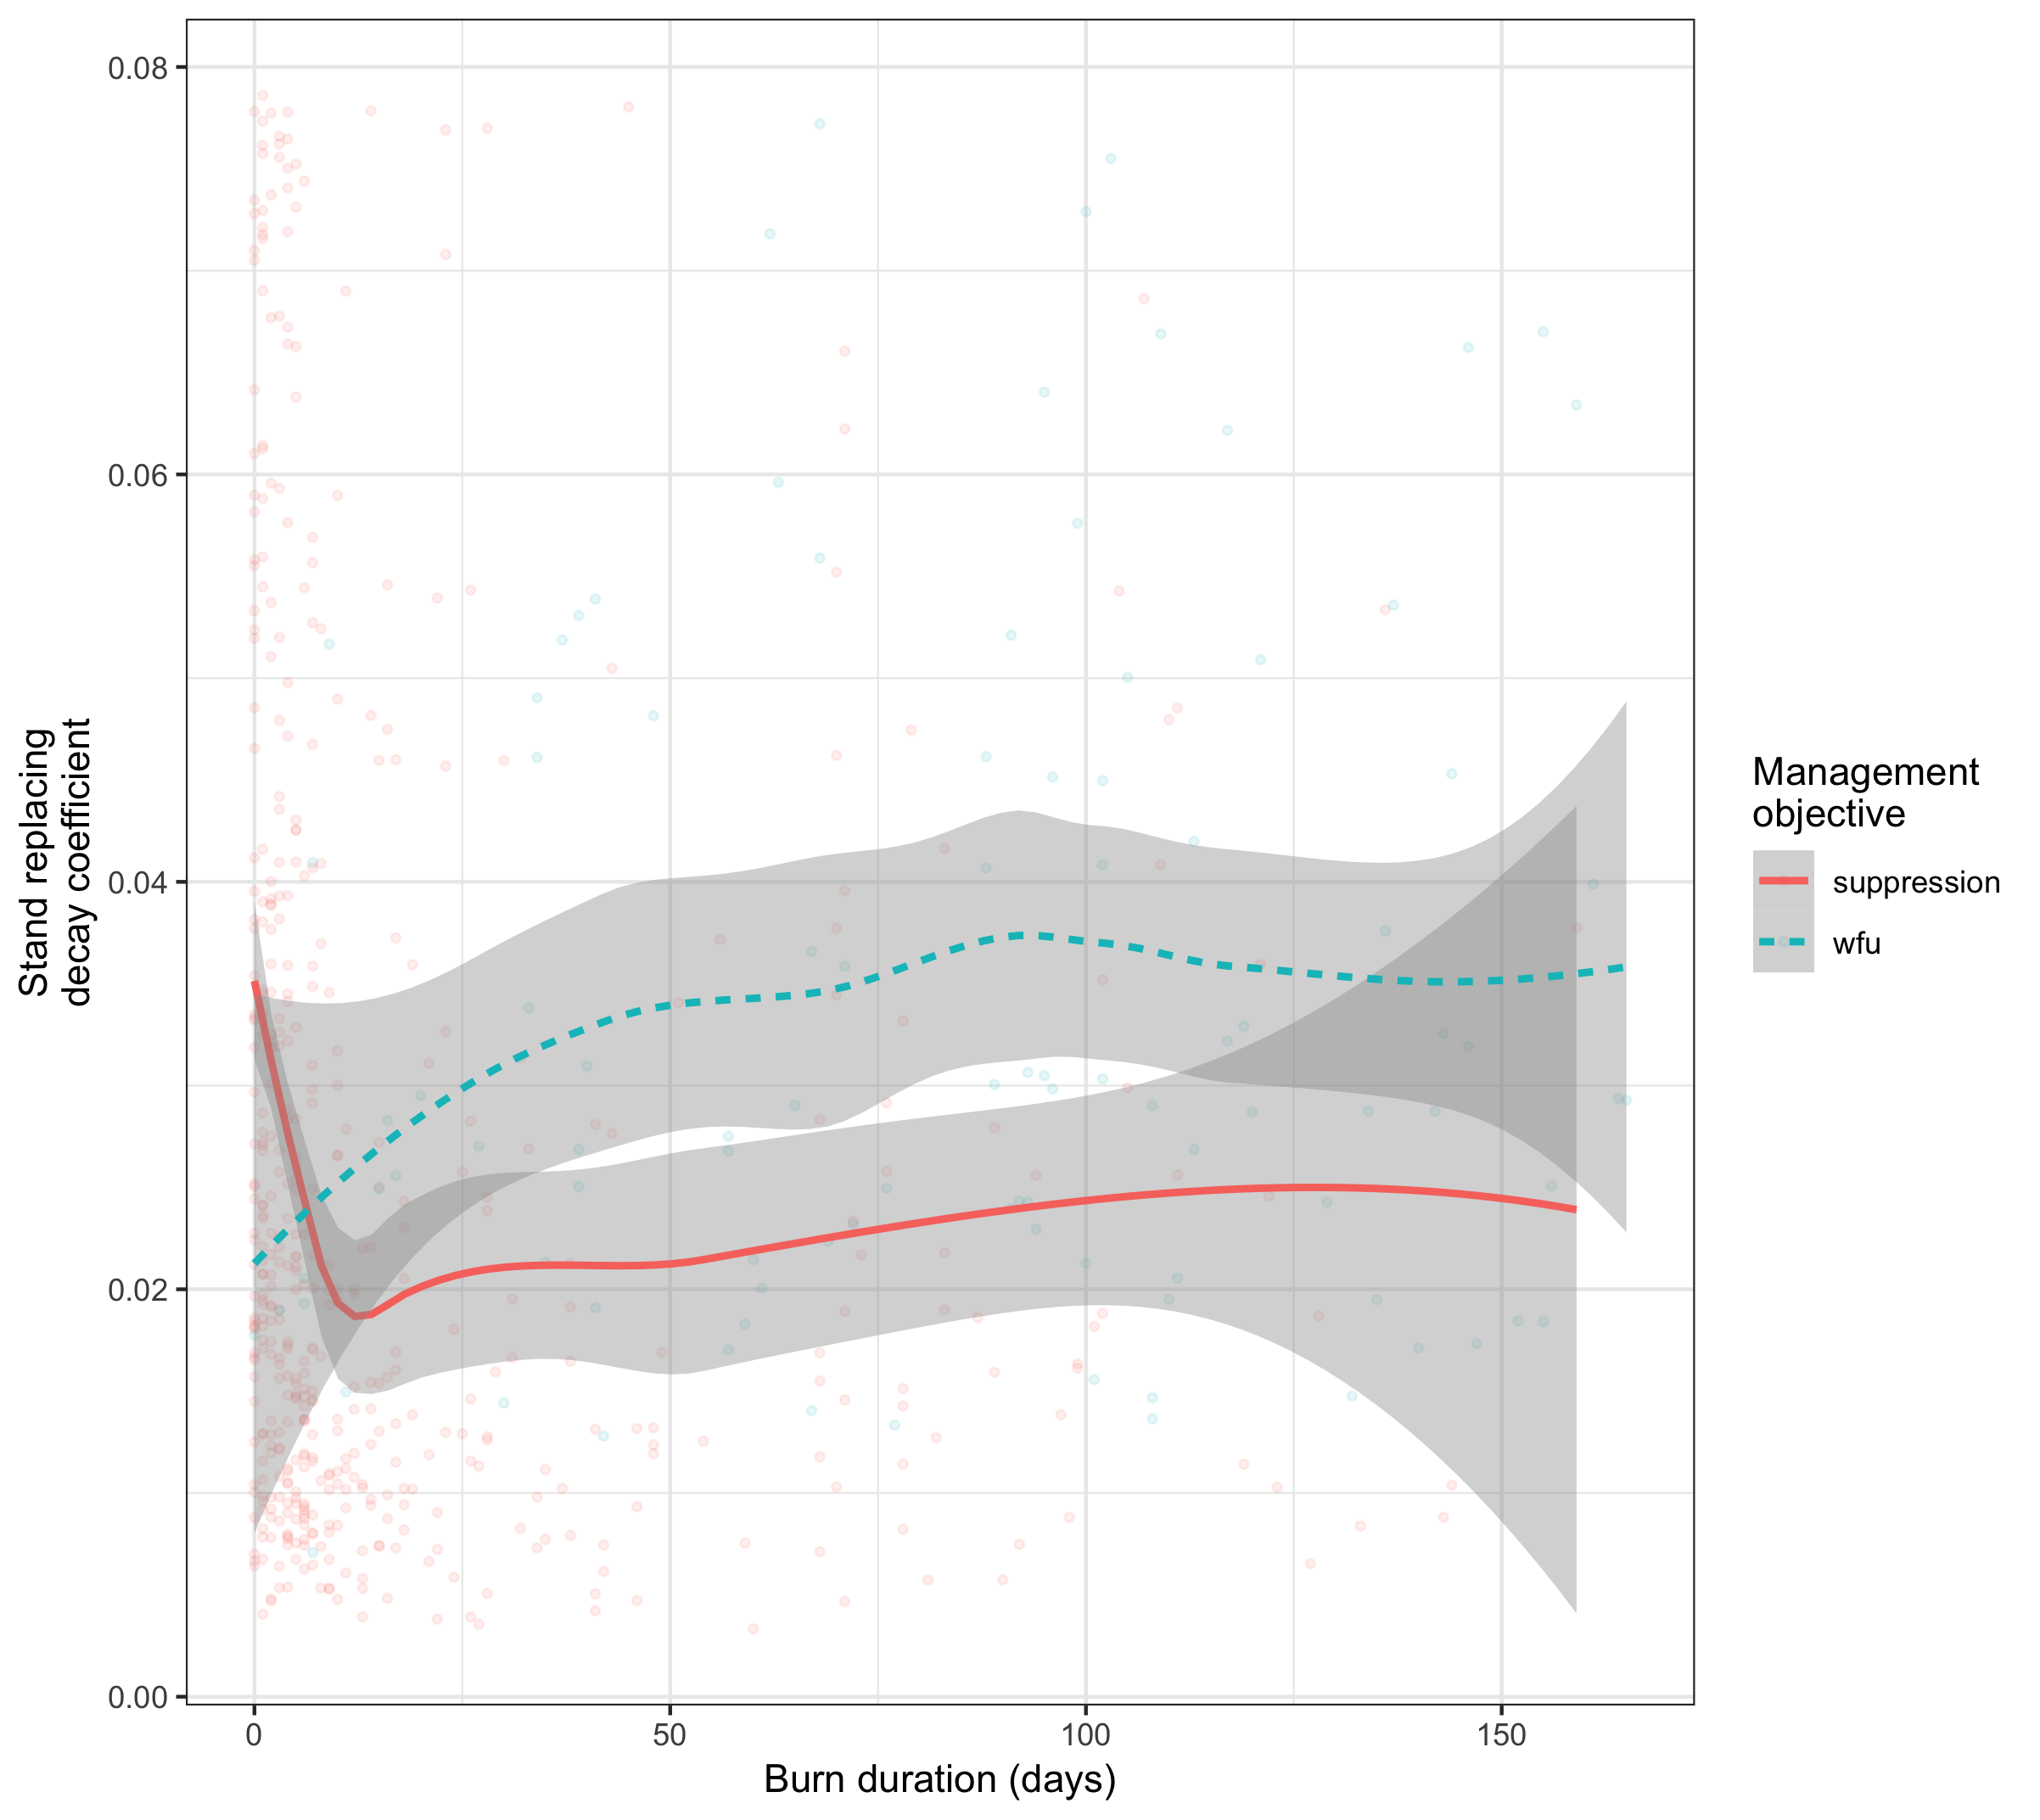 0.08
0.06
0.04
0.02
0.00
Stand replacing
decay coefficient
0
50
100
150
Burn duration (days)
Management
objective
suppression
wfu